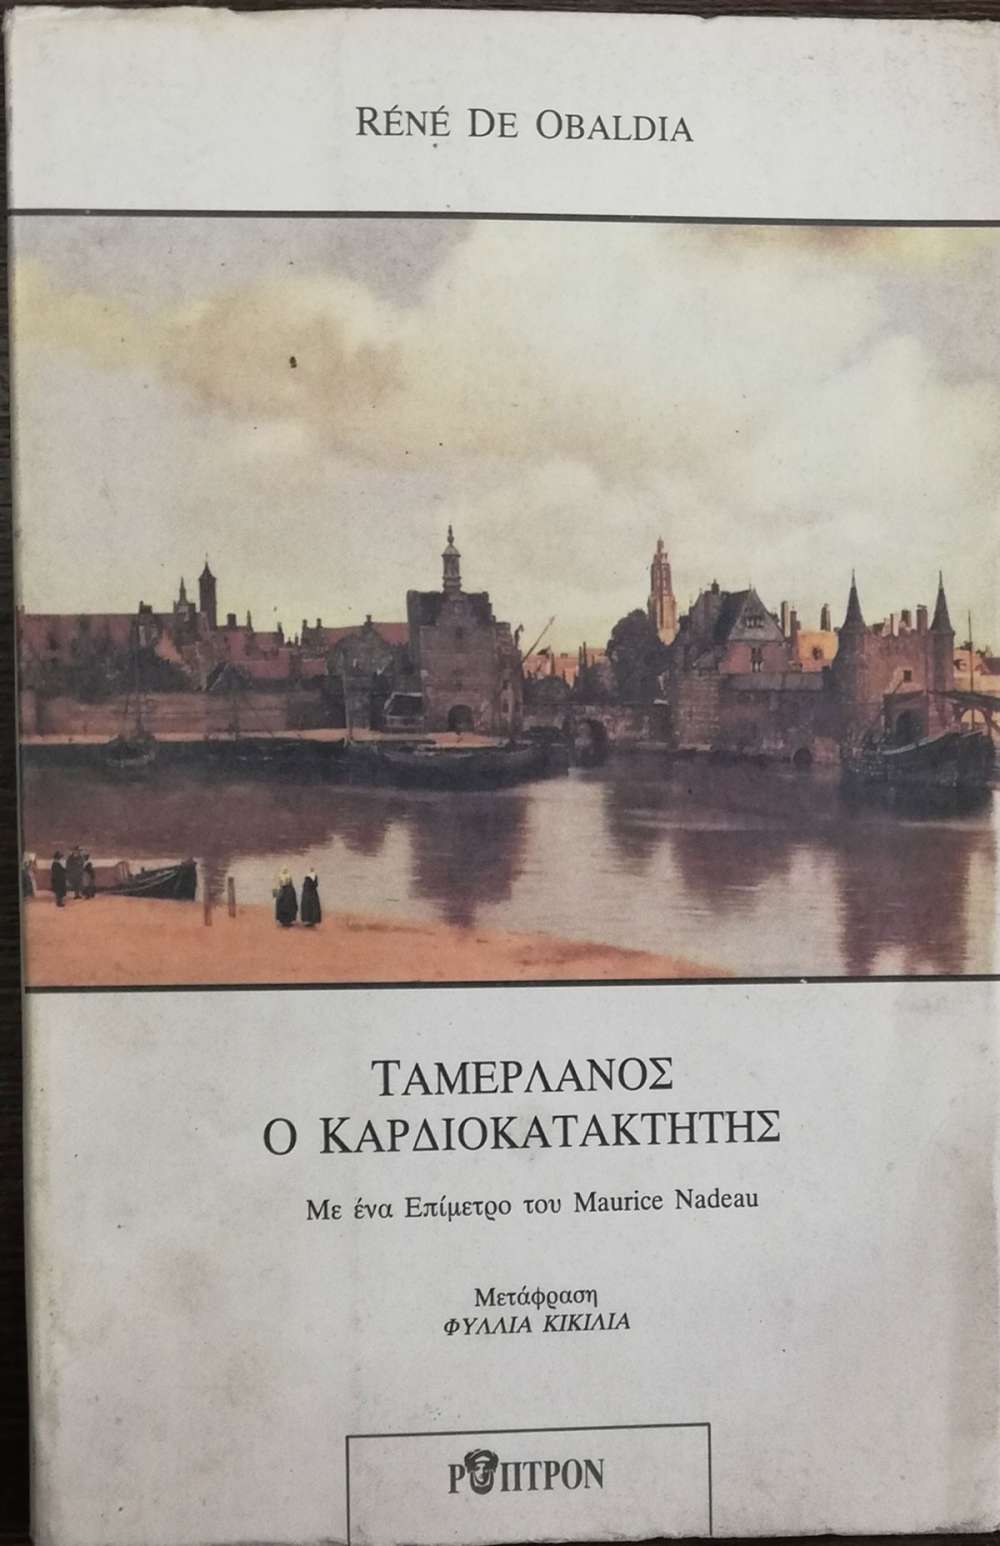 RÉNÉ DE OBALDIA
ΤΑΜΕΡΛΑΝΟΣ
Ο ΚΑΡΔΙΟΚΑΤΑΚΤΗΤΗΣ
Με ένα Επίμετρο του Maurice Nadeau
Μετάφραση
ΦΥΛΛΙΑ ΚΙΚΙΛΙΑ
ΡΟΠΤΡΟΝ